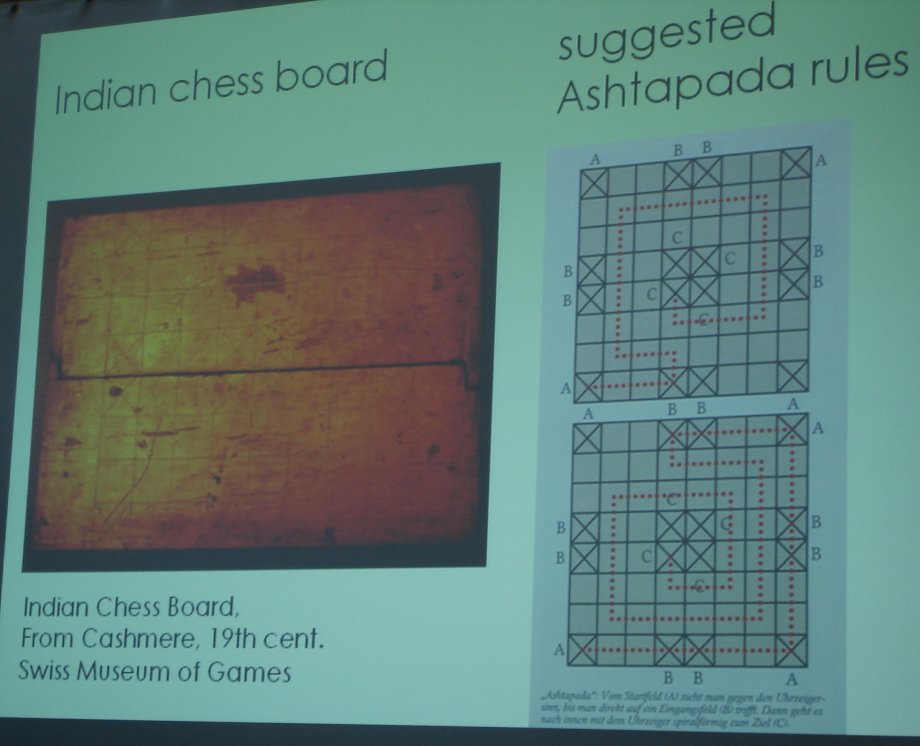 Indian chess board
suggested
Ashtapada rules
A
B B
A
C
B
C
B
B
C
B
C
A
A
B B
A
A
C
B
C
B
B
C
B
C
A
B B
A
„Ashtapada“: Vom Startfeld (A) zieht man gegen den Uhrzeiger-
sinn, bis man direkt auf ein Eingangsfeld (B) trifft. Dann geht es
nach innen mit dem Uhrzeiger spiralförmig zum Ziel (C).
Indian Chess Board,
From Cashmere, 19th cent.
Swiss Museum of Games